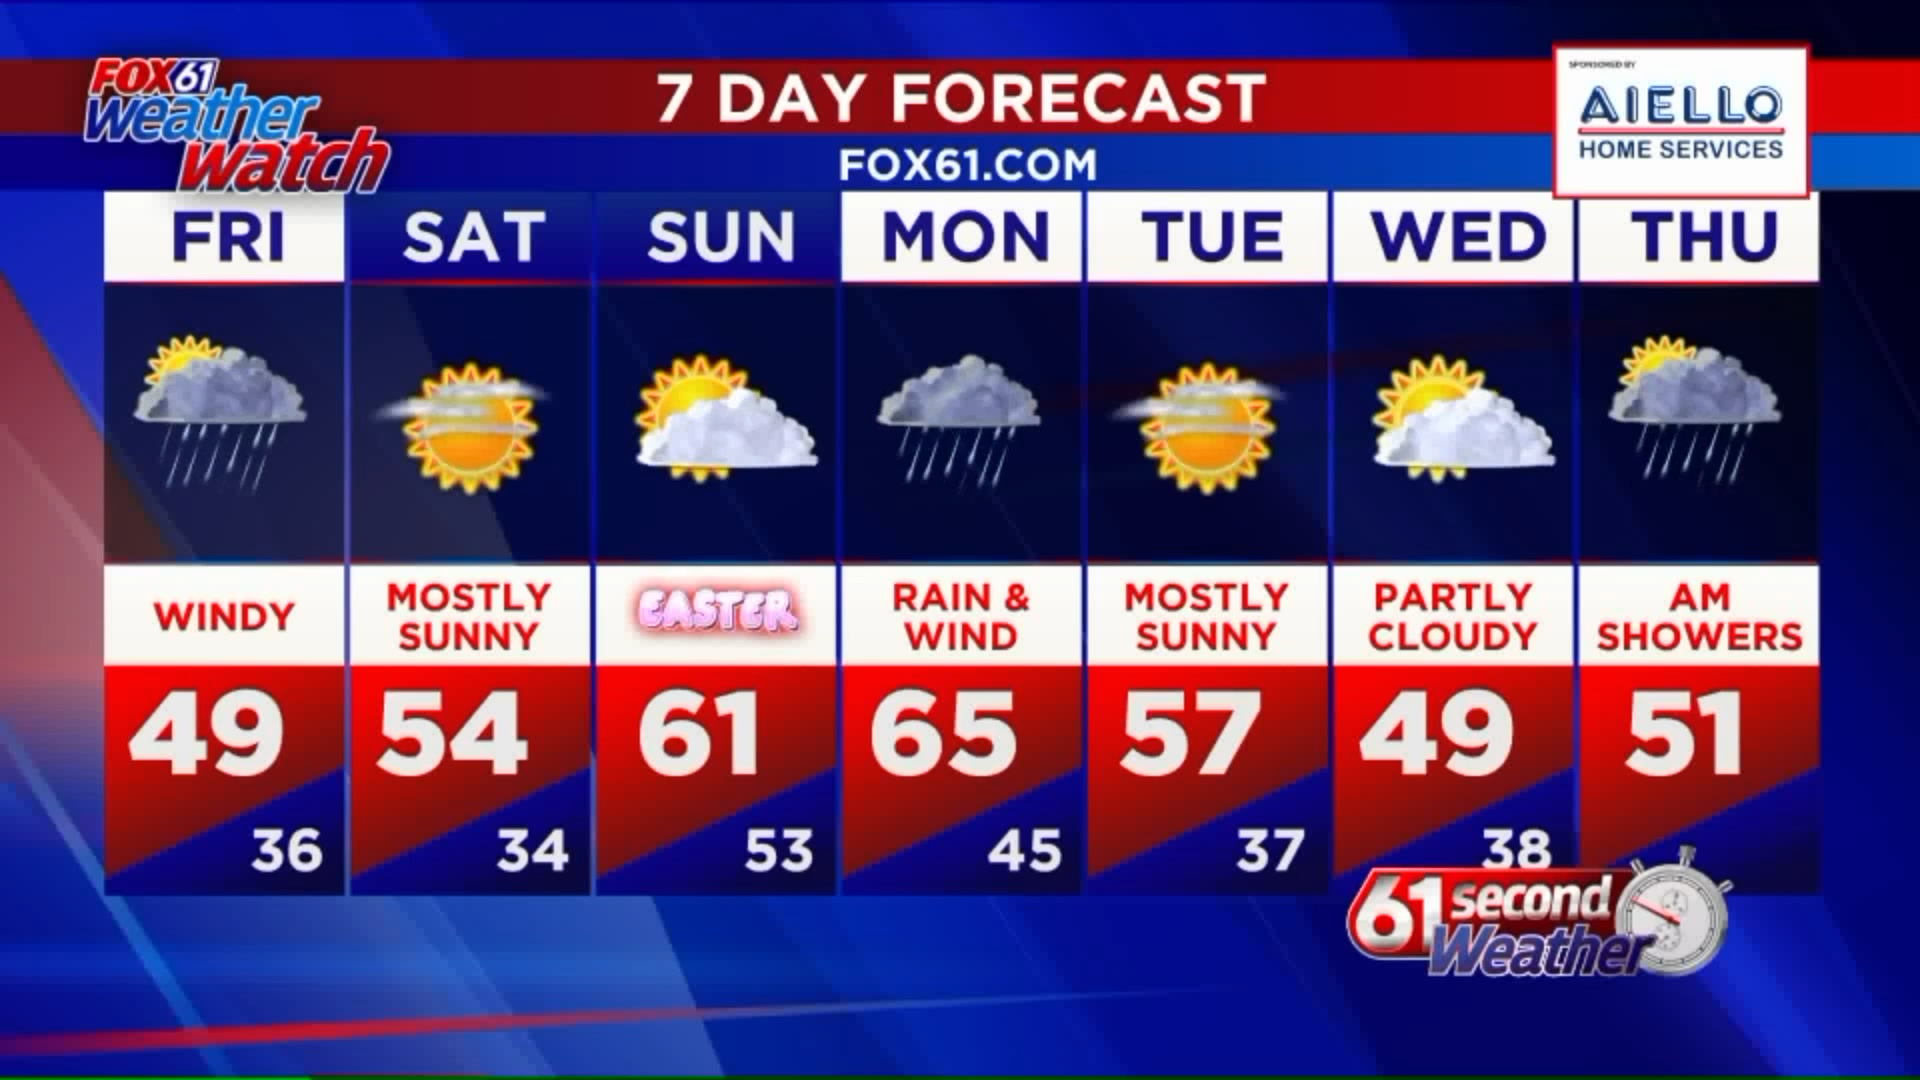 FOX61
Weather
watch
7 DAY FORECAST
FOX61.COM
SPONSORED BY
AIELLO
HOME SERVICES
FRI SAT SUN MON TUE WED THU
WINDY
MOSTLY
SUNNY
EASTER
RAIN &
WIND
MOSTLY
SUNNY
PARTLY
CLOUDY
AM
SHOWERS
49 54 61 65 57 49 51
36 34 53 45 37 38
61 second
Weather